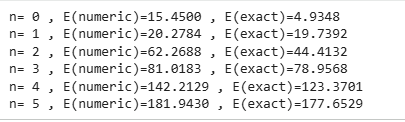 n= 0 , E(numeric)=15.4500 , E(exact)=4.9348
n= 1 , E(numeric)=20.2784 , E(exact)=19.7392
n= 2 , E(numeric)=62.2688 , E(exact)=44.4132
n= 3 , E(numeric)=81.0183 , E(exact)=78.9568
n= 4 , E(numeric)=142.2129 , E(exact)=123.3701
n= 5 , E(numeric)=181.9430 , E(exact)=177.6529